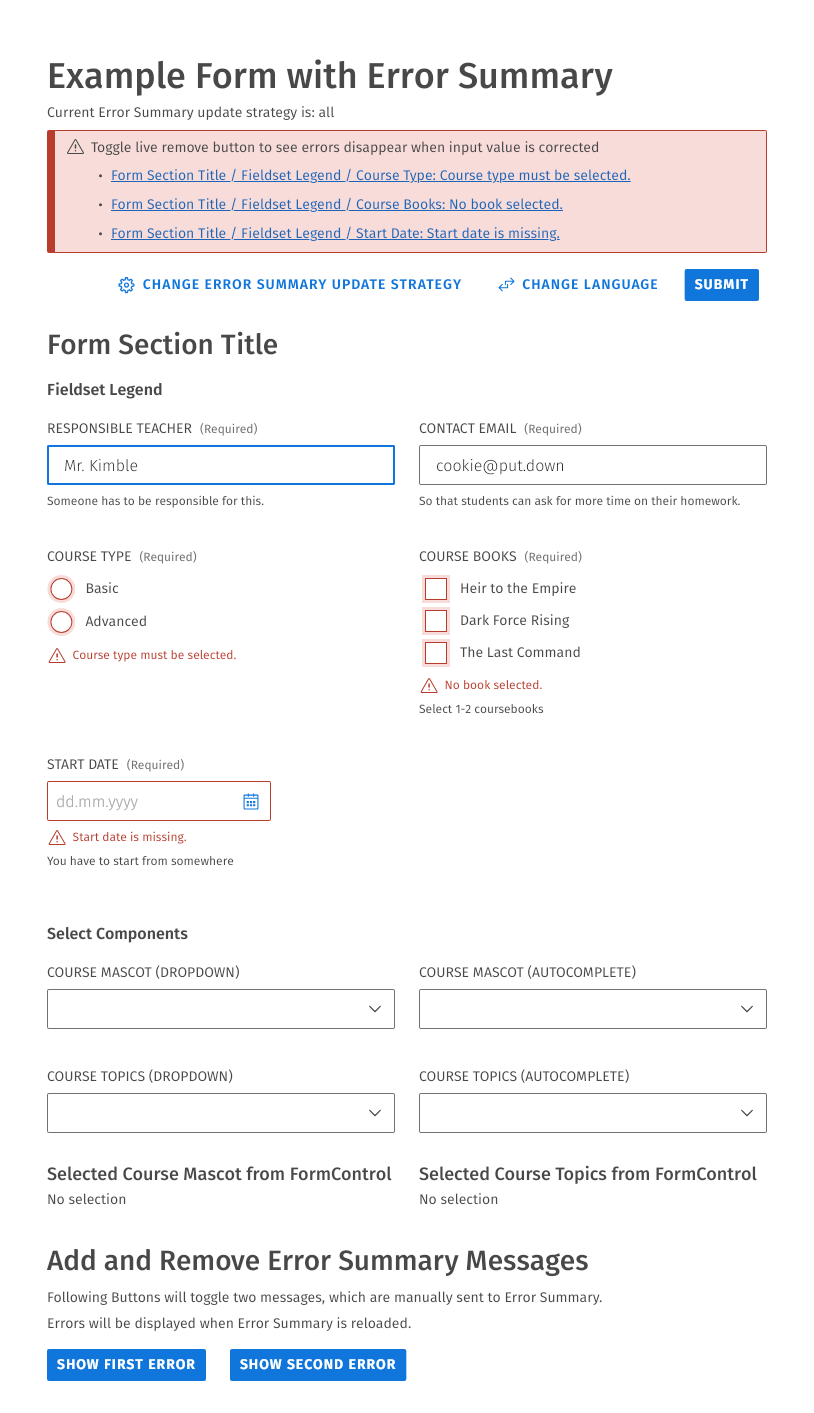 Example Form with Error Summary
Current Error Summary update strategy is: all
Toggle live remove button to see errors disappear when input value is corrected
• Form Section Title / Fieldset Legend / Course Type: Course type must be selected.
• Form Section Title / Fieldset Legend / Course Books: No book selected.
• Form Section Title / Fieldset Legend / Start Date: Start date is missing.
CHANGE ERROR SUMMARY UPDATE STRATEGY CHANGE LANGUAGE SUBMIT
Form Section Title
Fieldset Legend
RESPONSIBLE TEACHER (Required)
Mr. Kimble
Someone has to be responsible for this.
CONTACT EMAIL (Required)
cookie@put.down
So that students can ask for more time on their homework.
COURSE TYPE (Required)
Basic
Advanced
Course type must be selected.
COURSE BOOKS (Required)
Heir to the Empire
Dark Force Rising
The Last Command
No book selected.
Select 1-2 coursebooks
START DATE (Required)
dd.mm.yyyy
Start date is missing.
You have to start from somewhere
Select Components
COURSE MASCOT (DROPDOWN)
COURSE MASCOT (AUTOCOMPLETE)
COURSE TOPICS (DROPDOWN)
COURSE TOPICS (AUTOCOMPLETE)
Selected Course Mascot from FormControl
No selection
Selected Course Topics from FormControl
No selection
Add and Remove Error Summary Messages
Following Buttons will toggle two messages, which are manually sent to Error Summary.
Errors will be displayed when Error Summary is reloaded.
SHOW FIRST ERROR SHOW SECOND ERROR